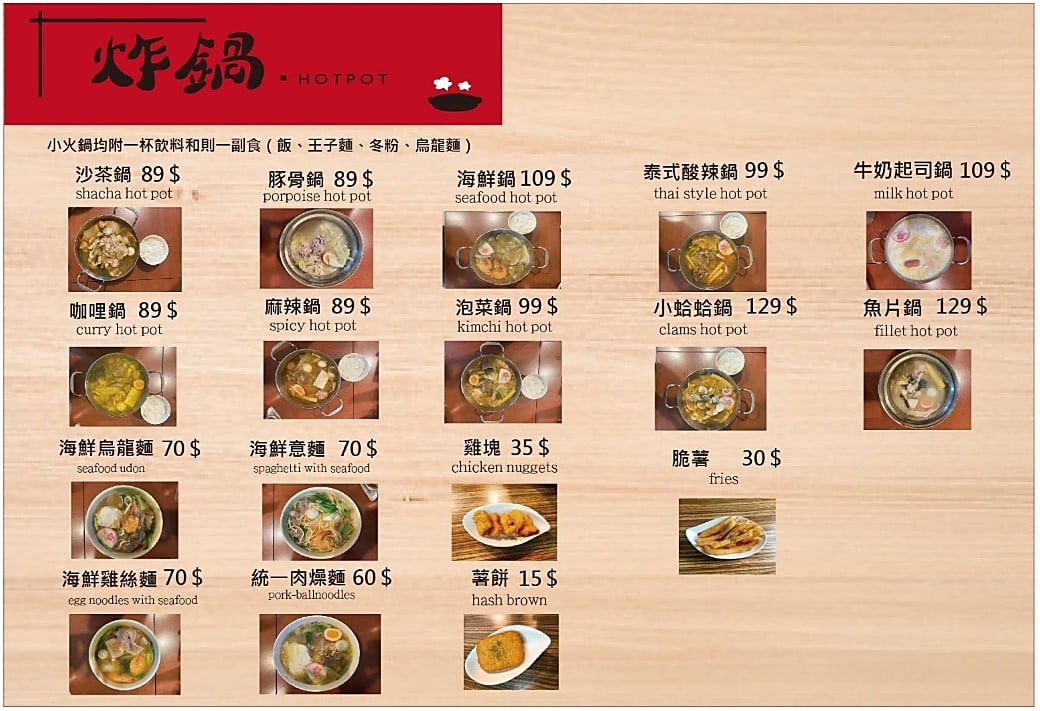 炸鍋 ▪ HOTPOT
小火鍋均附一杯飲料和則一副食 ( 飯、王子麵、冬粉、烏龍麵 )
沙茶鍋 89 $
shacha hot pot
豚骨鍋 89 $
porpoise hot pot
海鮮鍋 109 $
seafood hot pot
泰式酸辣鍋 99 $
thai style hot pot
牛奶起司鍋 109 $
milk hot pot
咖哩鍋 89 $
curry hot pot
麻辣鍋 89 $
spicy hot pot
泡菜鍋 99 $
kimchi hot pot
小蛤蛤鍋 129 $
clams hot pot
魚片鍋 129 $
fillet hot pot
海鮮烏龍麵 70 $
seafood udon
海鮮意麵 70 $
spaghetti with seafood
雞塊 35 $
chicken nuggets
脆薯 30 $
fries
海鮮雞絲麵 70 $
egg noodles with seafood
統一肉燥麵 60 $
pork-ballnoodles
薯餅 15 $
hash brown